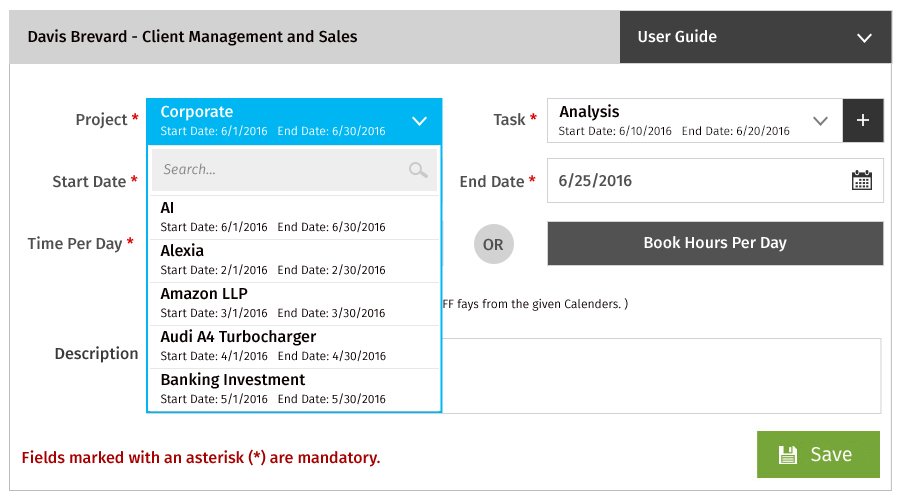 Davis Brevard - Client Management and Sales
User Guide
Project *
Corporate
Start Date: 6/1/2016 End Date: 6/30/2016
Task *
Analysis
Start Date: 6/10/2016 End Date: 6/20/2016
+
Search...
Start Date *
End Date *
6/25/2016
AI
Start Date: 6/1/2016 End Date: 6/30/2016
Time Per Day *
OR
Book Hours Per Day
Alexia
Start Date: 2/1/2016 End Date: 2/30/2016
Amazon LLP
Start Date: 3/1/2016 End Date: 3/30/2016
FF fays from the given Calenders. )
Audi A4 Turbocharger
Start Date: 4/1/2016 End Date: 4/30/2016
Description
Banking Investment
Start Date: 5/1/2016 End Date: 5/30/2016
Fields marked with an asterisk (*) are mandatory.
Save